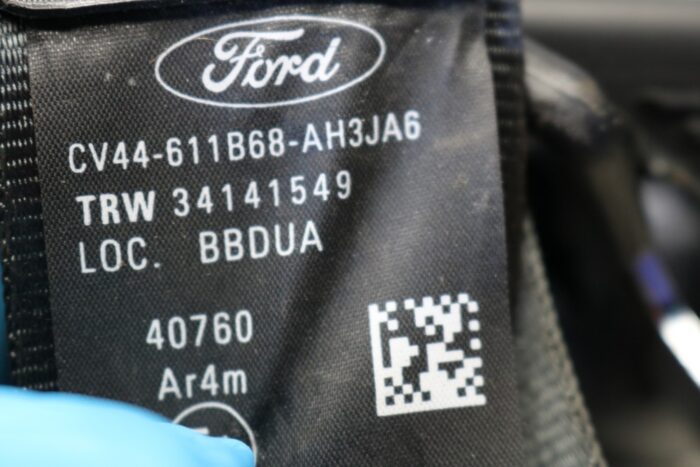 Ford
CV44-611B68-AH3JA6
TRW 34141549
LOC. BBDUA
40760
Ar4m